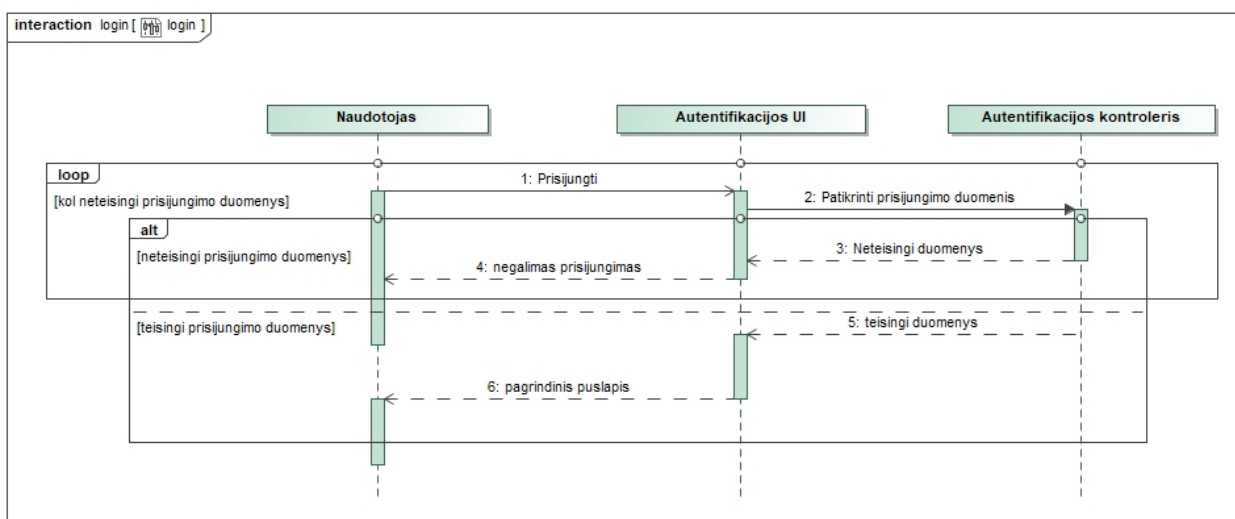 interaction login [ login ]
Naudotojas
Autentifikacijos UI
Autentifikacijos kontroleris
loop
1: Prisijungti
[kol neteisingi prisijungimo duomenys]
2: Patikrinti prisijungimo duomenis
alt
[neteisingi prisijungimo duomenys]
3: Neteisingi duomenys
4: negalimas prisijungimas
[teisingi prisijungimo duomenys]
5: teisingi duomenys
6: pagrindinis puslapis